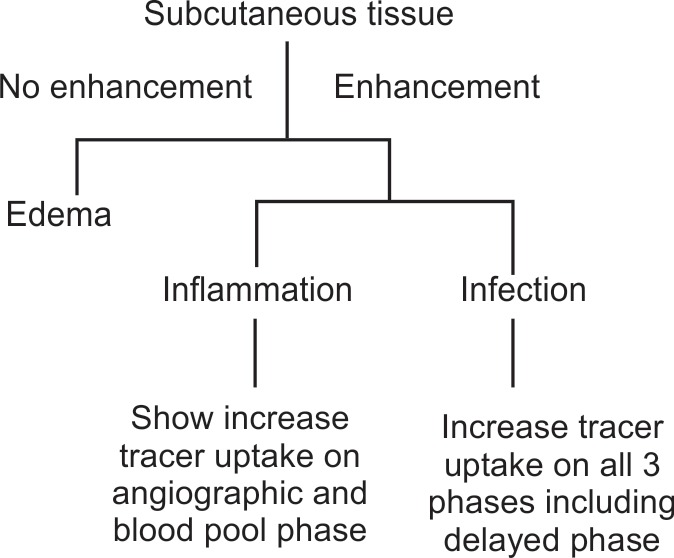 Subcutaneous tissue
No enhancement
Enhancement
Edema
Inflammation
Infection
Show increase
tracer uptake on
angiographic and
blood pool phase
Increase tracer
uptake on all 3
phases including
delayed phase